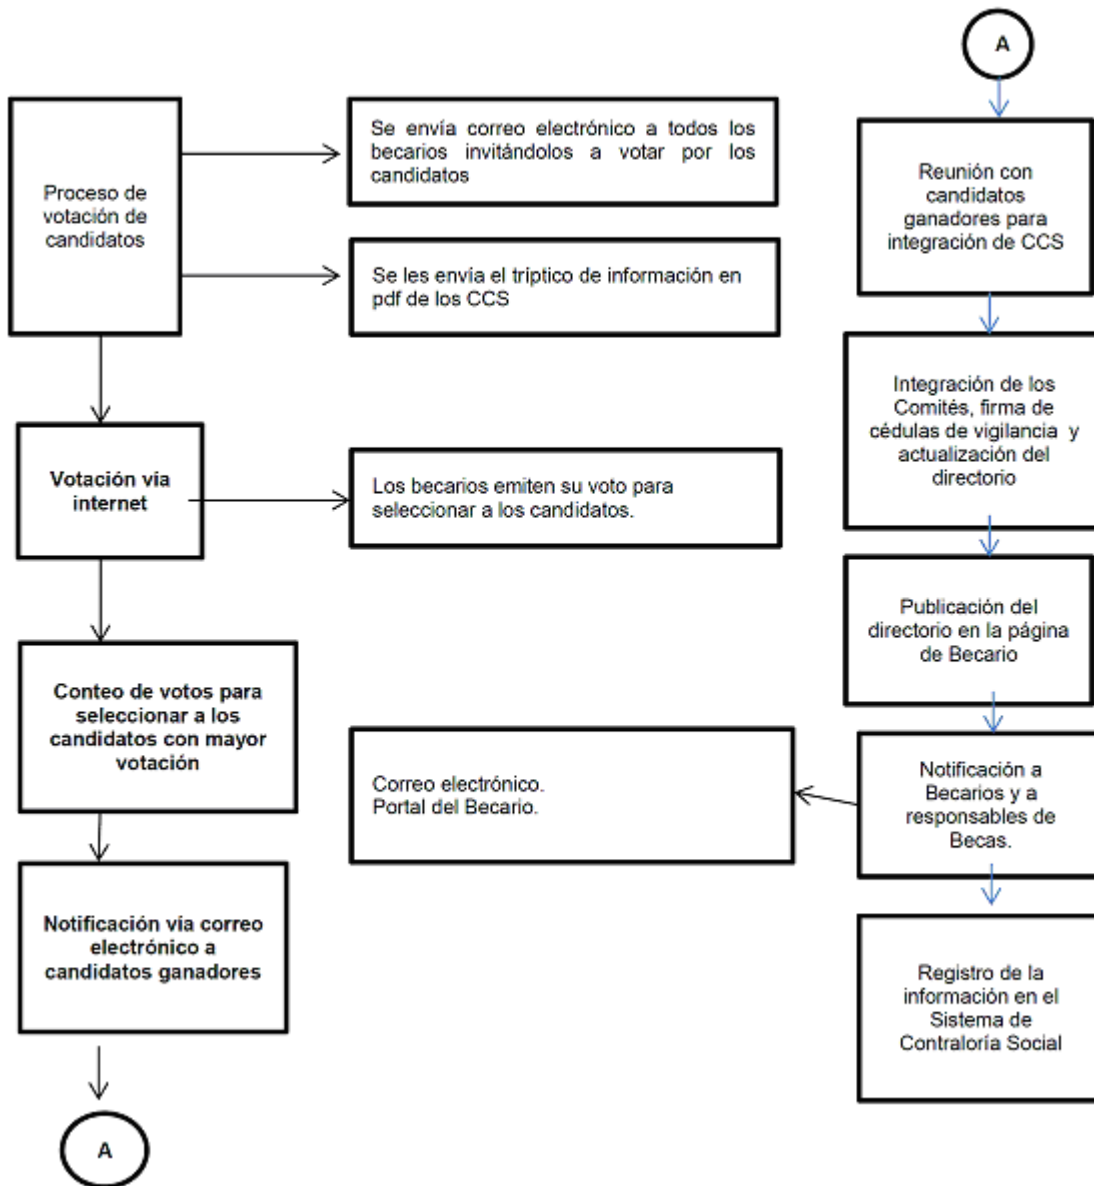 Proceso de
votación de
candidatos
Se envía correo electrónico a todos los
becarios invitándolos a votar por los
candidatos
Se les envía el triptico de información en
pdf de los CCS
Votación vía
internet
Los becarios emiten su voto para
seleccionar a los candidatos.
Conteo de votos para
seleccionar a los
candidatos con mayor
votación
Notificación vía correo
electrónico a
candidatos ganadores
A
A
Reunión con
candidatos
ganadores para
integración de CCS
Integración de los
Comités, firma de
cédulas de vigilancia y
actualización del
directorio
Publicación del
directorio en la página
de Becario
Notificación a
Becarios y a
responsables de
Becas.
Correo electrónico.
Portal del Becario.
Registro de la
información en el
Sistema de
Contraloría Social